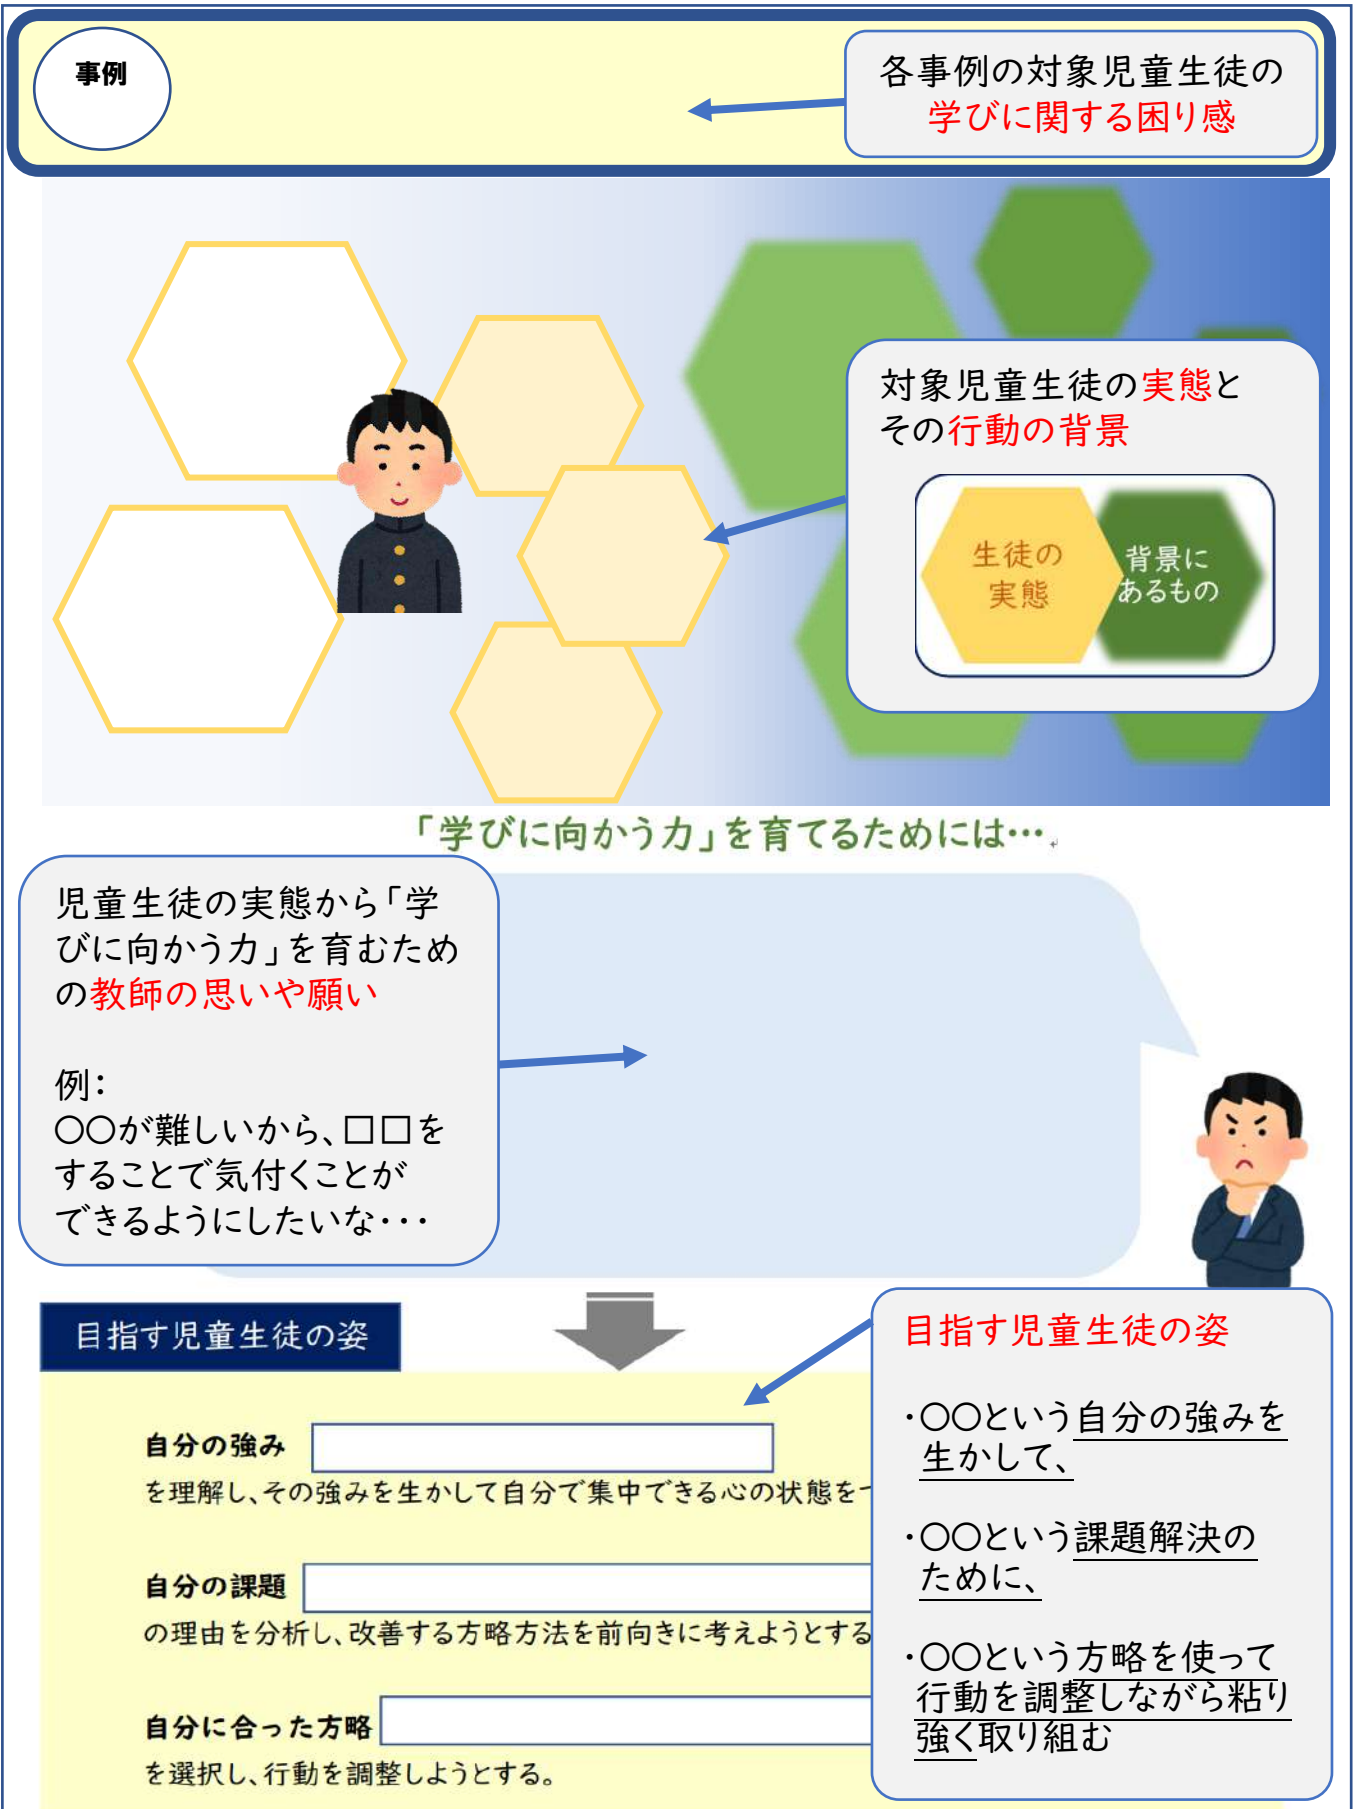 事例
各事例の対象児童生徒の
学びに関する困り感
対象児童生徒の実態と
その行動の背景
生徒の
実態
背景に
あるもの
「学びに向かう力」を育てるためには…
児童生徒の実態から「学
びに向かう力」を育むため
の教師の思いや願い
例：
〇〇が難しいから、□□を
することで気付くことが
できるようにしたいな・・・
目指す児童生徒の姿
自分の強み
を理解し、その強みを生かして自分で集中できる心の状態を
自分の課題
の理由を分析し、改善する方略方法を前向きに考えようとする
自分に合った方略
を選択し、行動を調整しようとする。
目指す児童生徒の姿
・〇〇という自分の強みを
生かして、
・〇〇という課題解決の
ために、
・〇〇という方略を使って
行動を調整しながら粘り
強く取り組む